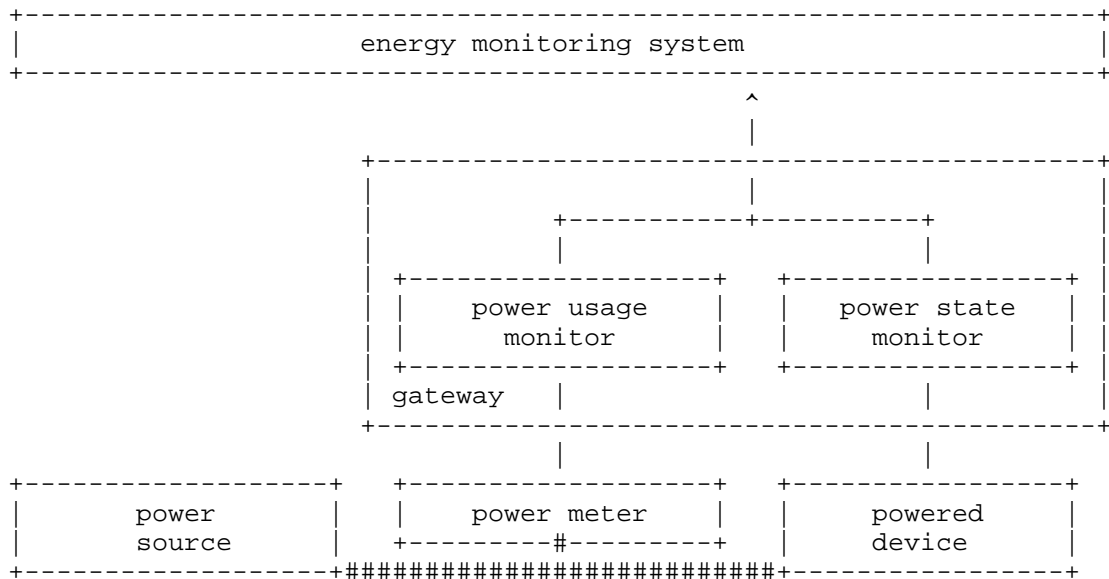 energy monitoring system
power usage power state
monitor monitor
gateway
power power meter powered
source device